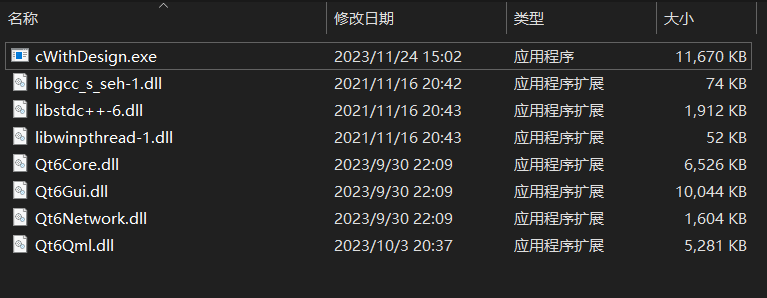 名称 修改日期 类型 大小
cWithDesign.exe 2023/11/24 15:02 应用程序 11,670 KB
libgcc_s_seh-1.dll 2021/11/16 20:42 应用程序扩展 74 KB
libstdc++-6.dll 2021/11/16 20:43 应用程序扩展 1,912 KB
libwinpthread-1.dll 2021/11/16 20:43 应用程序扩展 52 KB
Qt6Core.dll 2023/9/30 22:09 应用程序扩展 6,526 KB
Qt6Gui.dll 2023/9/30 22:09 应用程序扩展 10,044 KB
Qt6Network.dll 2023/9/30 22:09 应用程序扩展 1,604 KB
Qt6Qml.dll 2023/10/3 20:37 应用程序扩展 5,281 KB